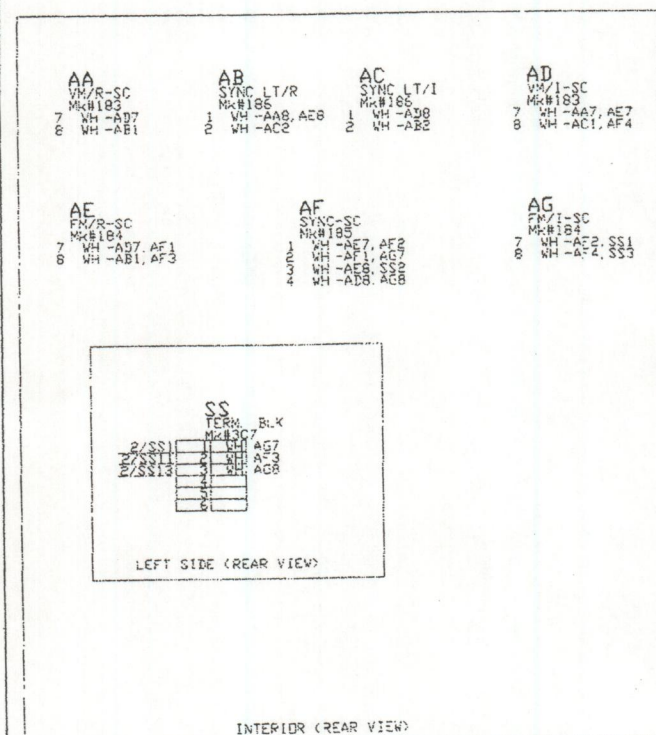 AA
VM/R-SC
Mk#183
7 WH -AD7
8 WH -AB1
AB
SYNC LT/R
Mk#186
1 WH -AA8, AE8
2 WH -AC2
AC
SYNC LT/I
Mk#186
1 WH -AD8
2 WH -AB2
AD
VM/I-SC
Mk#183
7 WH -AA7, AE7
8 WH -AC1, AF4
AE
FM/R-SC
Mk#184
7 WH -AD7, AF1
8 WH -AB1, AF3
AF
SYNC-SC
Mk#185
1 WH -AE7, AF2
2 WH -AF1, AG7
3 WH -AE8, SS2
4 WH -AD8, AG8
AG
FM/I-SC
Mk#184
7 WH -AF2, SS1
8 WH -AF4, SS3
SS
TERM. BLK
Mk#307
2/SS1 1 WH AG7
2/SS11 2 WH AF3
2/SS13 3 WH AG8
4
5
6
LEFT SIDE (REAR VIEW)
INTERIOR (REAR VIEW)